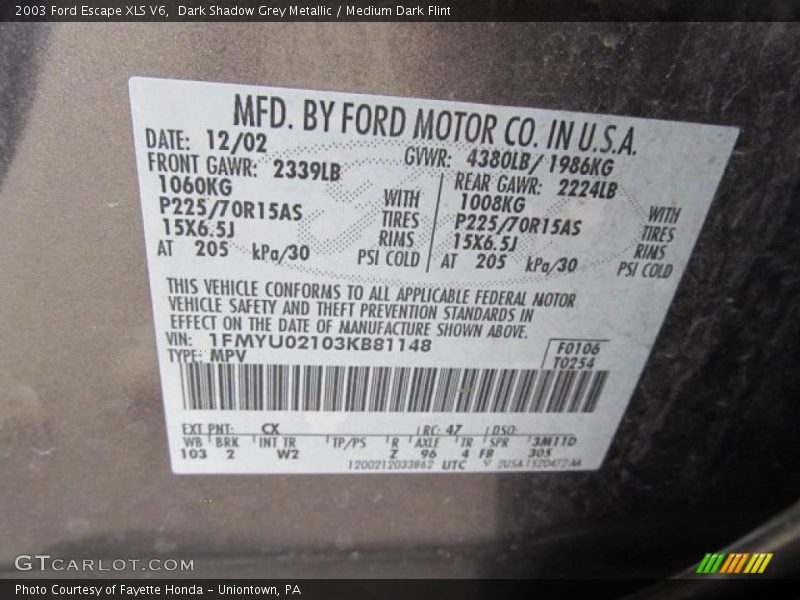 2003 Ford Escape XLS V6, Dark Shadow Grey Metallic / Medium Dark Flint
MFD. BY FORD MOTOR CO. IN U.S.A.
DATE: 12/02 GVWR: 4380LB/ 1986KG
FRONT GAWR: 2339LB REAR GAWR: 2224LB
1060KG WITH 1008KG WITH
P225/70R15AS TIRES P225/70R15AS TIRES
15X6.5J RIMS 15X6.5J RIMS
AT 205 kPa/30 PSI COLD AT 205 kPa/30 PSI COLD
THIS VEHICLE CONFORMS TO ALL APPLICABLE FEDERAL MOTOR
VEHICLE SAFETY AND THEFT PREVENTION STANDARDS IN
EFFECT ON THE DATE OF MANUFACTURE SHOWN ABOVE.
VIN: 1FMYU02103KB81148 F0106
TYPE: MPV T0254
EXT PNT: CX RC: 47 DSO:
WB BRK INT TR TP/PS R AXLE TR SPR 3M11D
103 2 W2 Z 96 4 FB 305
1200212033862 UTC
GTCARLOT.COM
Photo Courtesy of Fayette Honda - Uniontown, PA